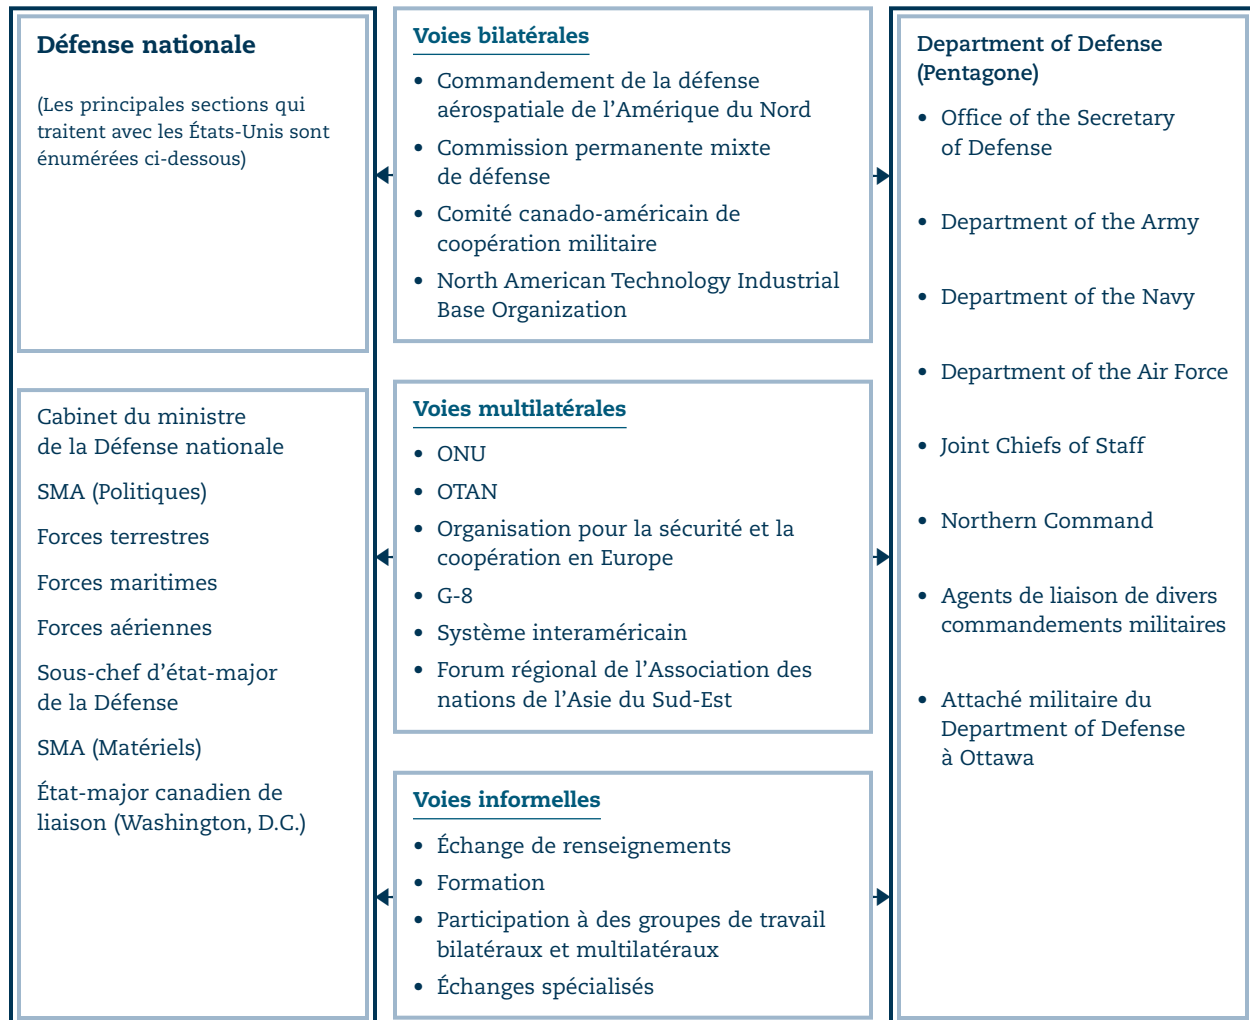 Défense nationale
(Les principales sections qui
traitent avec les États-Unis sont
énumérées ci-dessous)
Cabinet du ministre
de la Défense nationale
SMA (Politiques)
Forces terrestres
Forces maritimes
Forces aériennes
Sous-chef d’état-major
de la Défense
SMA (Matériels)
État-major canadien de
liaison (Washington, D.C.)
Voies bilatérales
• Commandement de la défense
aérospatiale de l’Amérique du Nord
• Commission permanente mixte
de défense
• Comité canado-américain de
coopération militaire
• North American Technology Industrial
Base Organization
Voies multilatérales
• ONU
• OTAN
• Organisation pour la sécurité et la
coopération en Europe
• G-8
• Système interaméricain
• Forum régional de l’Association des
nations de l’Asie du Sud-Est
Voies informelles
• Échange de renseignements
• Formation
• Participation à des groupes de travail
bilatéraux et multilatéraux
• Échanges spécialisés
Department of Defense
(Pentagone)
• Office of the Secretary
of Defense
• Department of the Army
• Department of the Navy
• Department of the Air Force
• Joint Chiefs of Staff
• Northern Command
• Agents de liaison de divers
commandements militaires
• Attaché militaire du
Department of Defense
à Ottawa